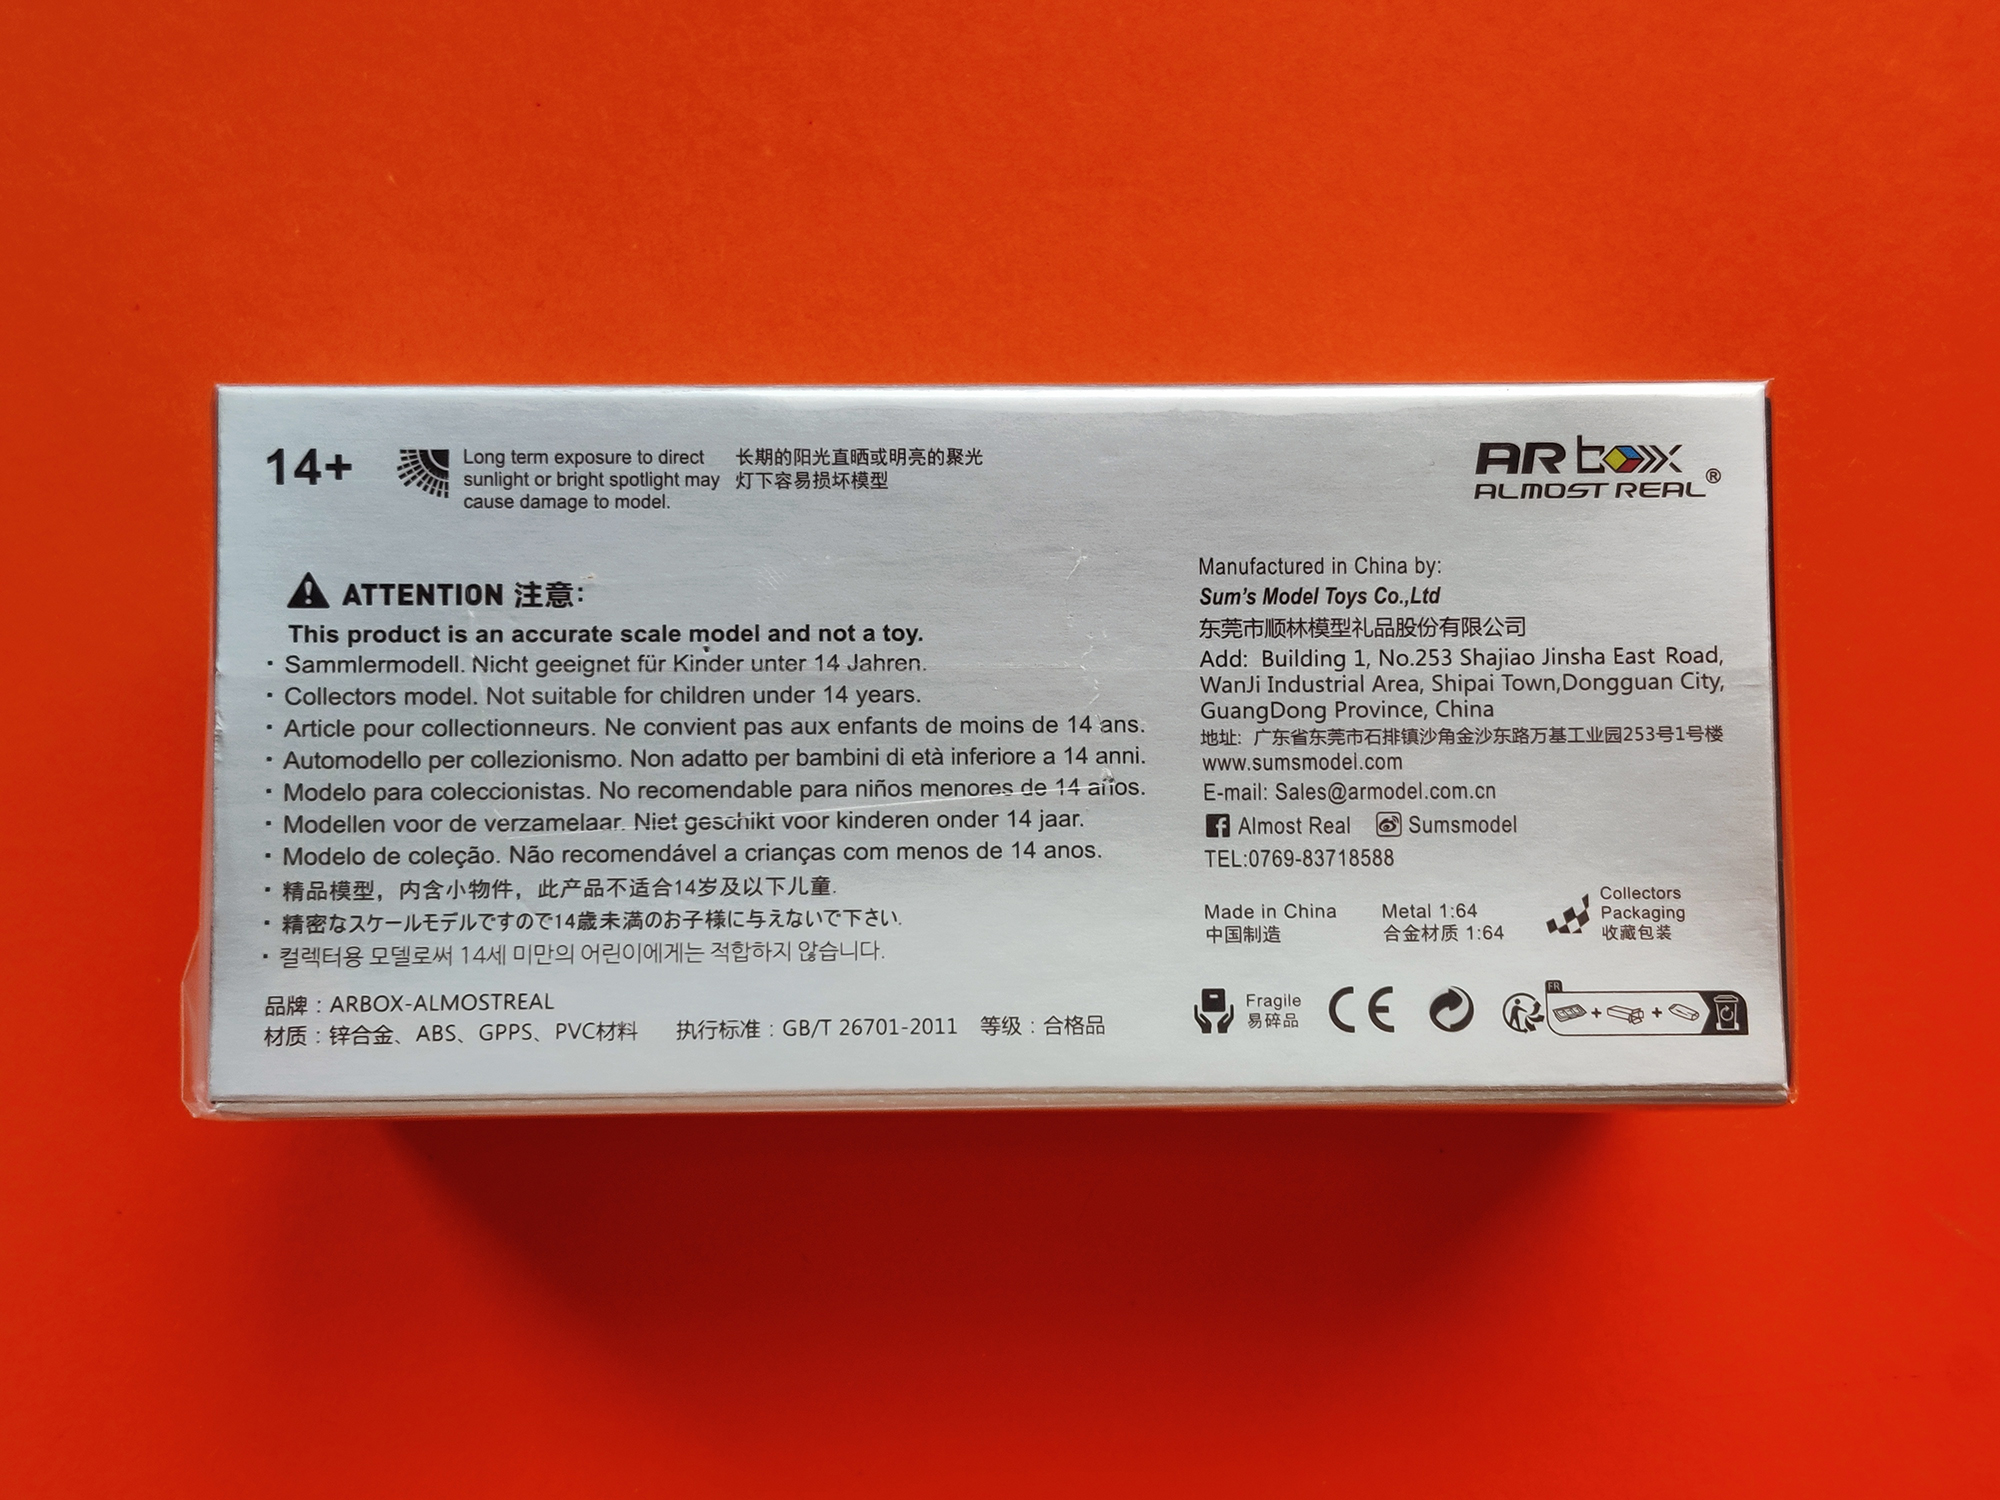 14+
Long term exposure to direct
sunlight or bright spotlight may
cause damage to model.
长期的阳光直晒或明亮的聚光
灯下容易损坏模型
ARbox
ALMOST REAL®
ATTENTION 注意:
This product is an accurate scale model and not a toy.
· Sammlermodell. Nicht geeignet für Kinder unter 14 Jahren.
· Collectors model. Not suitable for children under 14 years.
· Article pour collectionneurs. Ne convient pas aux enfants de moins de 14 ans.
· Automodello per collezionismo. Non adatto per bambini di età inferiore a 14 anni.
· Modelo para coleccionistas. No recomendable para niños menores de 14 años.
· Modellen voor de verzamelaar. Niet geschikt voor kinderen onder 14 jaar.
· Modelo de coleção. Não recomendável a crianças com menos de 14 anos.
· 精品模型，内含小物件，此产品不适合14岁及以下儿童.
· 精密なスケールモデルですので14歳未満のお子様に与えないで下さい.
· 컬렉터용 모델로써 14세 미만의 어린이에게는 적합하지 않습니다.
品牌：ARBOX-ALMOSTREAL
材质：锌合金、ABS、GPPS、PVC材料 执行标准：GB/T 26701-2011 等级：合格品
Manufactured in China by:
Sum's Model Toys Co.,Ltd
东莞市顺林模型礼品股份有限公司
Add: Building 1, No.253 Shajiao Jinsha East Road,
WanJi Industrial Area, Shipai Town,Dongguan City,
GuangDong Province, China
地址: 广东省东莞市石排镇沙角金沙东路万基工业园253号1号楼
www.sumsmodel.com
E-mail: Sales@armodel.com.cn
Almost Real Sumsmodel
TEL:0769-83718588
Made in China
中国制造
Metal 1:64
合金材质 1:64
Collectors
Packaging
收藏包装
Fragile
易碎品
CE
FR